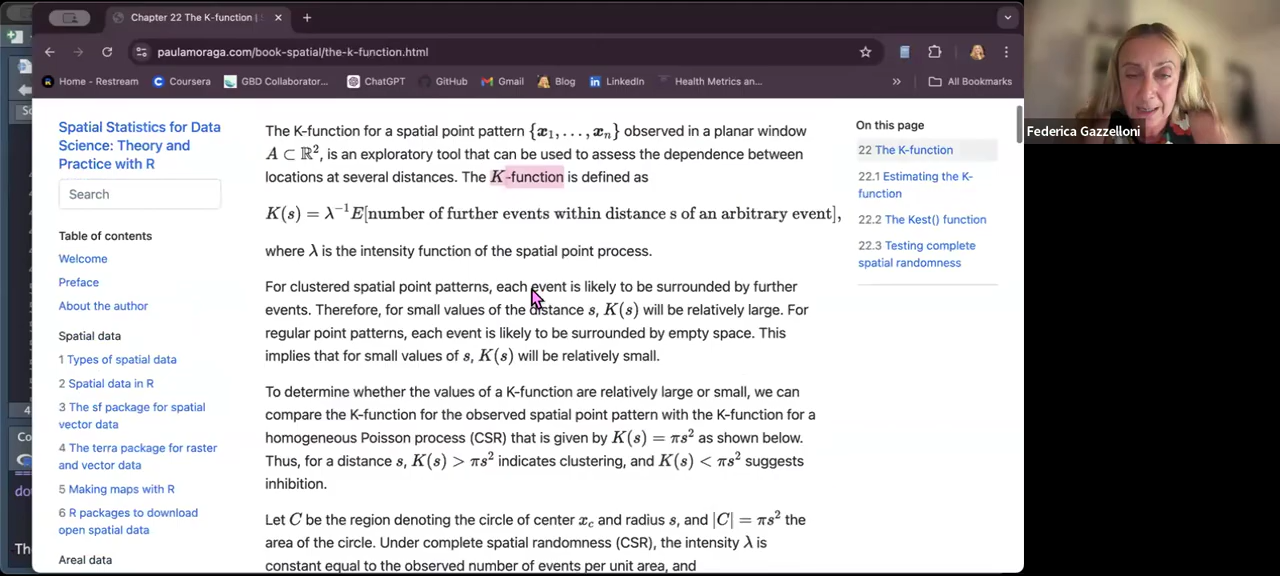 Chapter 22 The K-function |
paulamoraga.com/book-spatial/the-k-function.html
Home - Restream
Coursera
GBD Collaborator...
ChatGPT
GitHub
Gmail
Blog
LinkedIn
Health Metrics an...
»
All Bookmarks
Spatial Statistics for Data
Science: Theory and
Practice with R
Search
Table of contents
Welcome
Preface
About the author
Spatial data
1 Types of spatial data
2 Spatial data in R
3 The sf package for spatial
vector data
4 The terra package for raster
and vector data
5 Making maps with R
6 R packages to download
open spatial data
Areal data
The K-function for a spatial point pattern {x₁, . . . , xₙ} observed in a planar window
A ⊂ ℝ², is an exploratory tool that can be used to assess the dependence between
locations at several distances. The K-function is defined as
K(s) = λ⁻¹E[number of further events within distance s of an arbitrary event],
where λ is the intensity function of the spatial point process.
For clustered spatial point patterns, each event is likely to be surrounded by further
events. Therefore, for small values of the distance s, K(s) will be relatively large. For
regular point patterns, each event is likely to be surrounded by empty space. This
implies that for small values of s, K(s) will be relatively small.
To determine whether the values of a K-function are relatively large or small, we can
compare the K-function for the observed spatial point pattern with the K-function for a
homogeneous Poisson process (CSR) that is given by K(s) = πs² as shown below.
Thus, for a distance s, K(s) > πs² indicates clustering, and K(s) < πs² suggests
inhibition.
Let C be the region denoting the circle of center x_c and radius s, and |C| = πs² the
area of the circle. Under complete spatial randomness (CSR), the intensity λ is
constant equal to the observed number of events per unit area, and
On this page
22 The K-function
22.1 Estimating the K-
function
22.2 The Kest() function
22.3 Testing complete
spatial randomness
Federica Gazzelloni